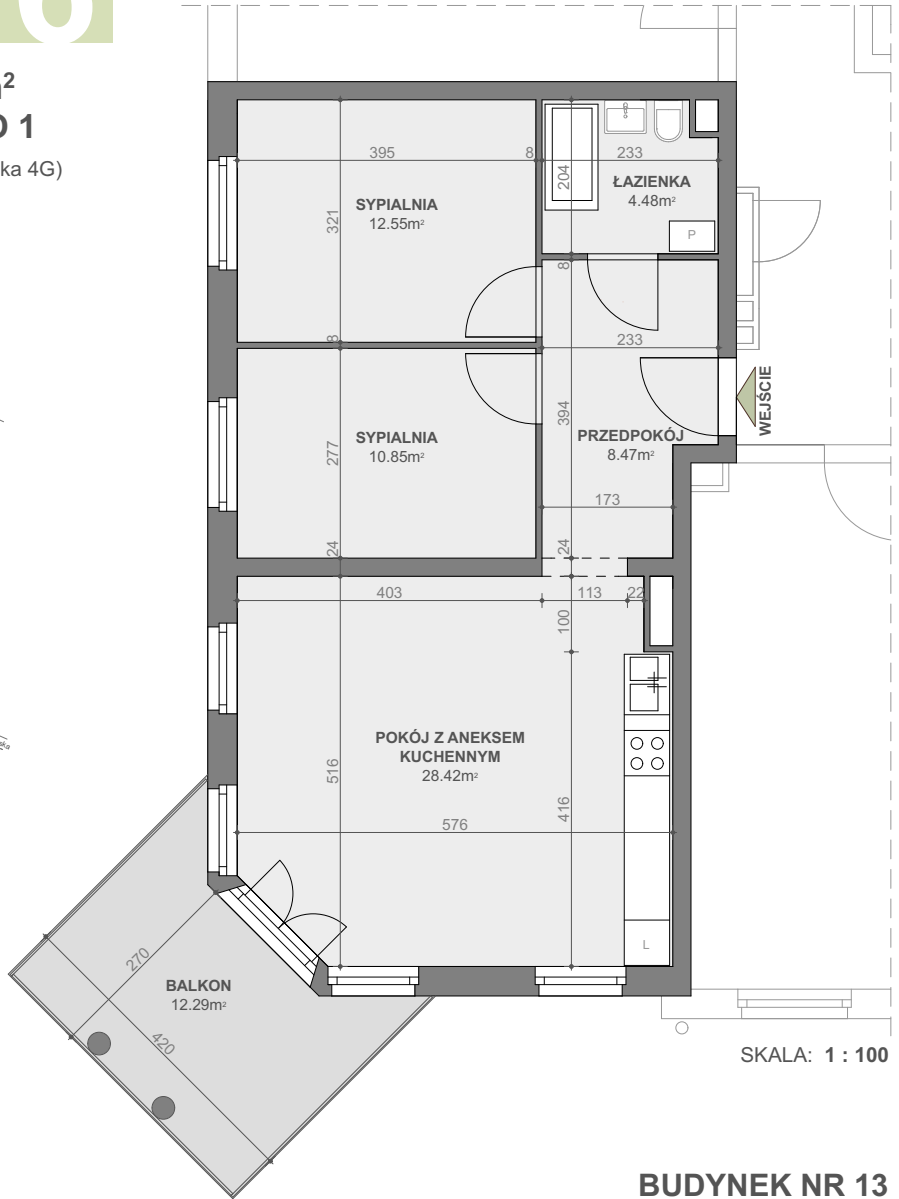 6
²
1
ka 4G)
395
8
233
204
321
SYPIALNIA
12.55m²
ŁAZIENKA
4.48m²
P
8
8
233
WEJŚCIE
394
277
SYPIALNIA
10.85m²
PRZEDPOKÓJ
8.47m²
173
24
24
403
113
22
100
POKÓJ Z ANEKSEM
KUCHENNYM
28.42m²
516
416
576
L
270
BALKON
12.29m²
420
SKALA: 1 : 100
BUDYNEK NR 13